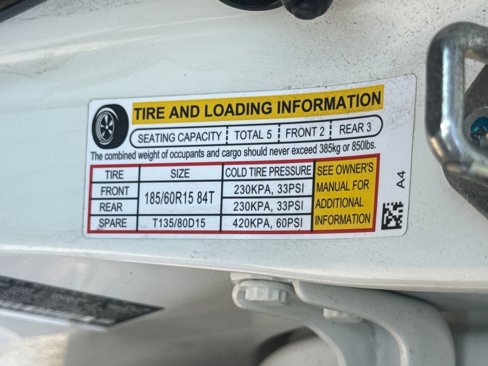 TIRE AND LOADING INFORMATION
SEATING CAPACITY TOTAL 5 FRONT 2 REAR 3
The combined weight of occupants and cargo should never exceed 385kg or 850lbs.
TIRE SIZE COLD TIRE PRESSURE
FRONT 185/60R15 84T 230KPA, 33PSI
REAR 230KPA, 33PSI
SPARE T135/80D15 420KPA, 60PSI
SEE OWNER'S
MANUAL FOR
ADDITIONAL
INFORMATION
A4